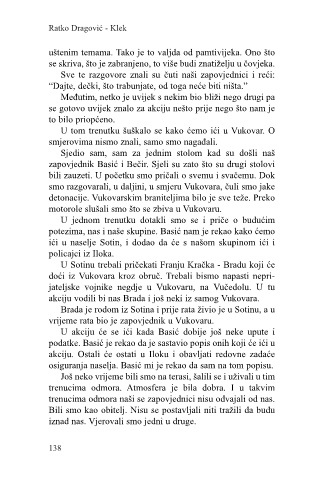 Ratko Dragović - Klek
uštenim temama. Tako je to valjda od pamtivijeka. Ono što
se skriva, što je zabranjeno, to više budi znatiželju u čovjeka.
Sve te razgovore znali su čuti naši zapovjednici i reći:
“Dajte, dečki, što trabunjate, od toga neće biti ništa.”
Međutim, netko je uvijek s nekim bio bliži nego drugi pa
se gotovo uvijek znalo za akciju nešto prije nego što nam je
to bilo priopćeno.
U tom trenutku šuškalo se kako ćemo ići u Vukovar. O
smjerovima nismo znali, samo smo nagađali.
Sjedio sam, sam za jednim stolom kad su došli naš
zapovjednik Basić i Bećir. Sjeli su zato što su drugi stolovi
bili zauzeti. U početku smo pričali o svemu i svačemu. Dok
smo razgovarali, u daljini, u smjeru Vukovara, čuli smo jake
detonacije. Vukovarskim braniteljima bilo je sve teže. Preko
motorole slušali smo što se zbiva u Vukovaru.
U jednom trenutku dotakli smo se i priče o budućim
potezima, nas i naše skupine. Basić nam je rekao kako ćemo
ići u naselje Sotin, i dodao da će s našom skupinom ići i
policajci iz Iloka.
U Sotinu trebali pričekati Franju Kračka - Bradu koji će
doći iz Vukovara kroz obruč. Trebali bismo napasti nepri-
jateljske vojnike negdje u Vukovaru, na Vučedolu. U tu
akciju vodili bi nas Brada i još neki iz samog Vukovara.
Brada je rodom iz Sotina i prije rata živio je u Sotinu, a u
vrijeme rata bio je zapovjednik u Vukovaru.
U akciju će se ići kada Basić dobije još neke upute i
podatke. Basić je rekao da je sastavio popis onih koji će ići u
akciju. Ostali će ostati u Iloku i obavljati redovne zadaće
osiguranja naselja. Basić mi je rekao da sam na tom popisu.
Još neko vrijeme bili smo na terasi, šalili se i uživali u tim
trenucima odmora. Atmosfera je bila dobra. I u takvim
trenucima odmora naši se zapovjednici nisu odvajali od nas.
Bili smo kao obitelj. Nisu se postavljali niti tražili da budu
iznad nas. Vjerovali smo jedni u druge.
138